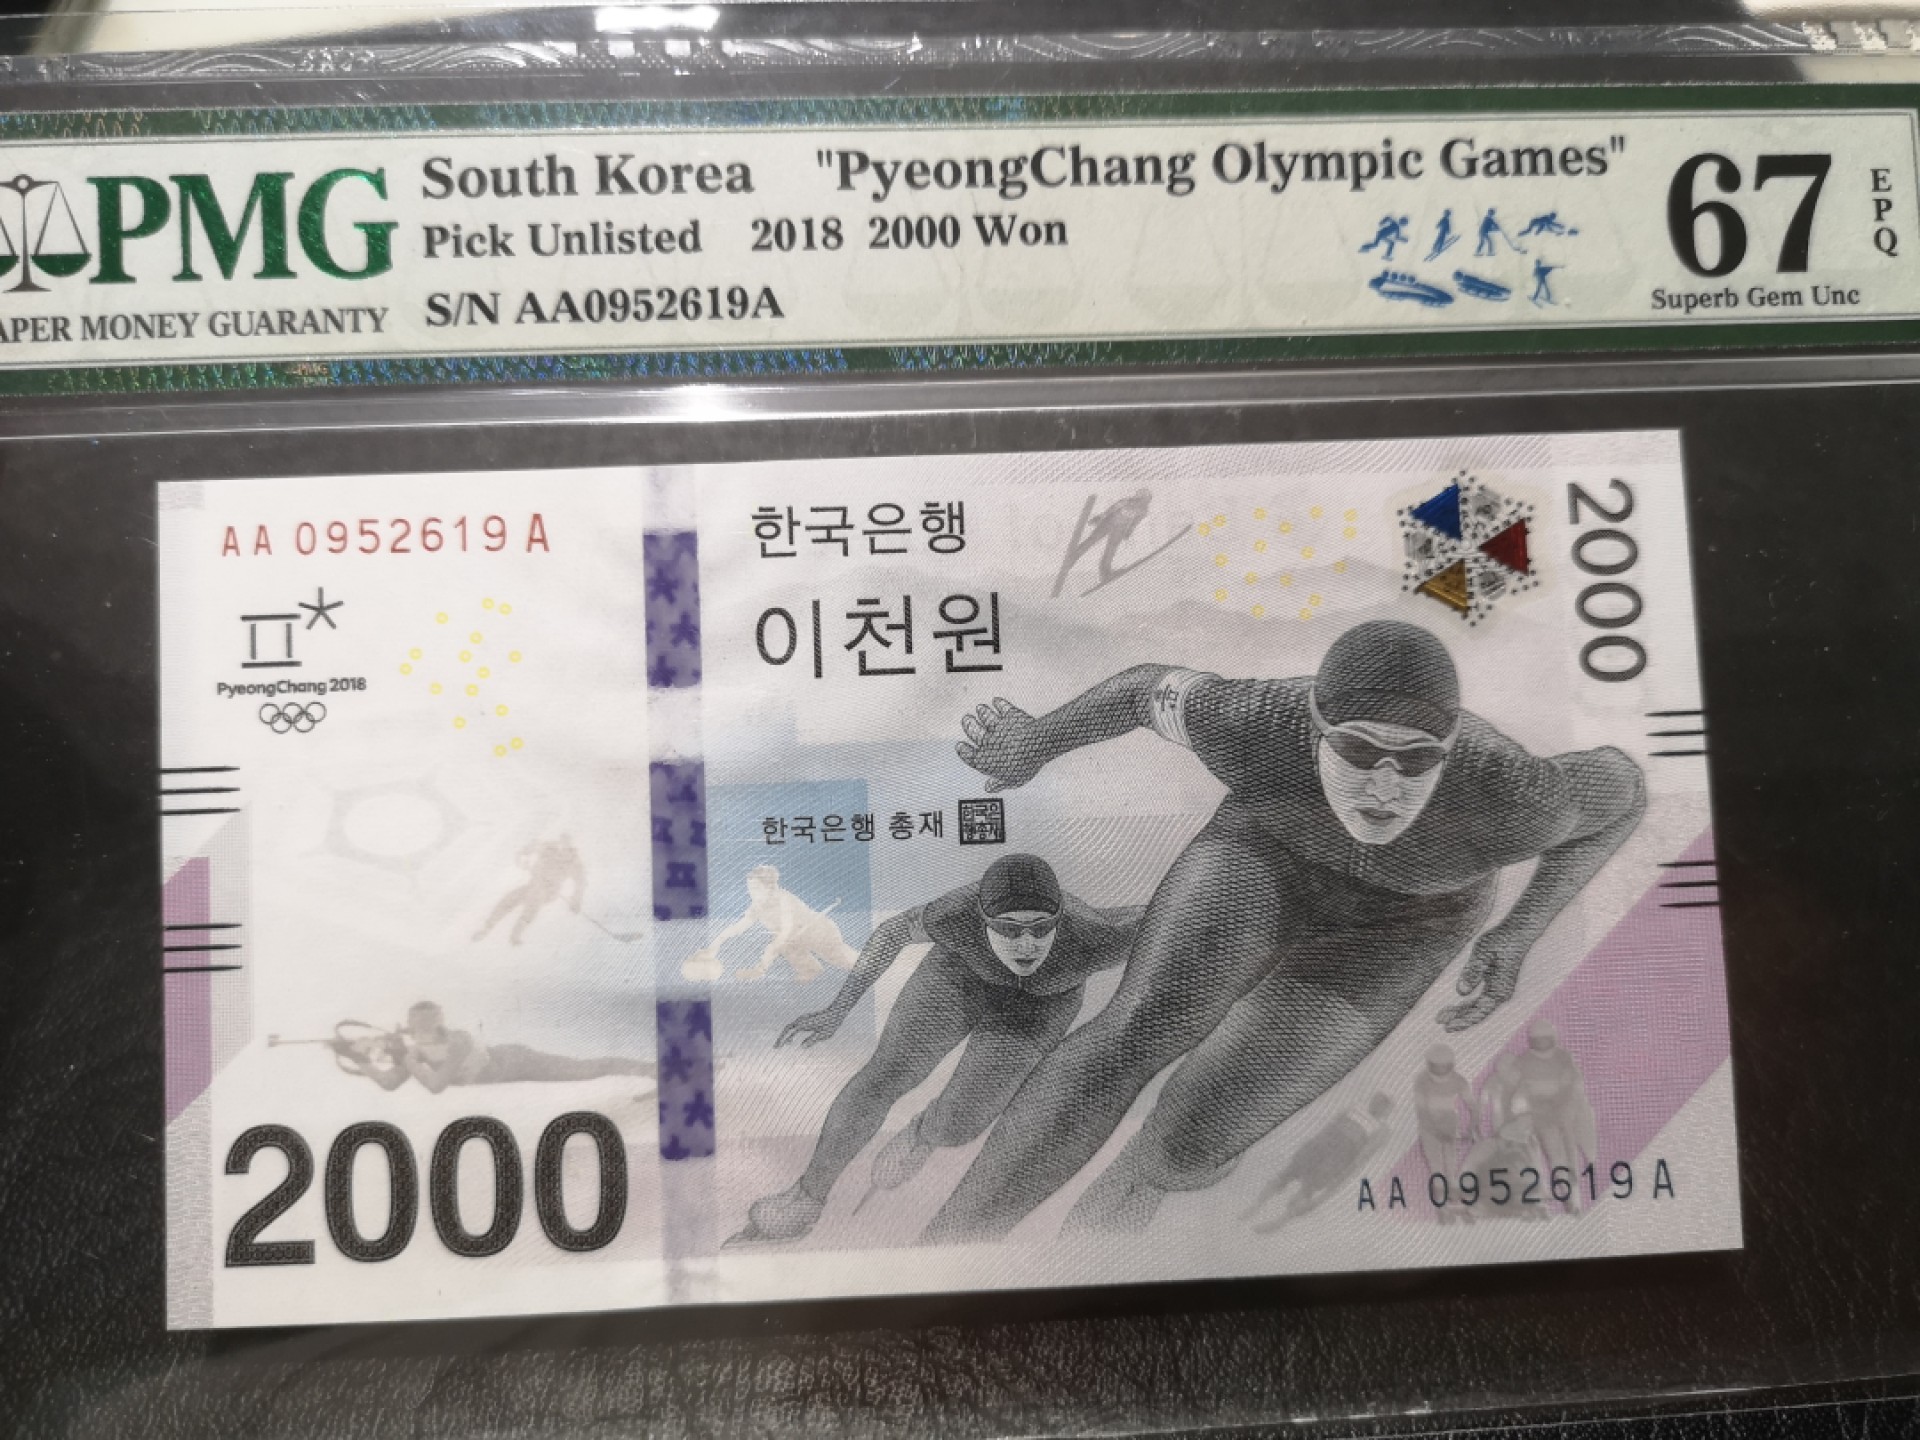 PMG
APER MONEY GUARANTY
South Korea "PyeongChang Olympic Games"
Pick Unlisted 2018 2000 Won
S/N AA0952619A
67
EPQ
Superb Gem Unc
AA 0952619 A
PyeongChang 2018
한국은행
이천원
한국은행 총재
2000
2000
AA 0952619 A